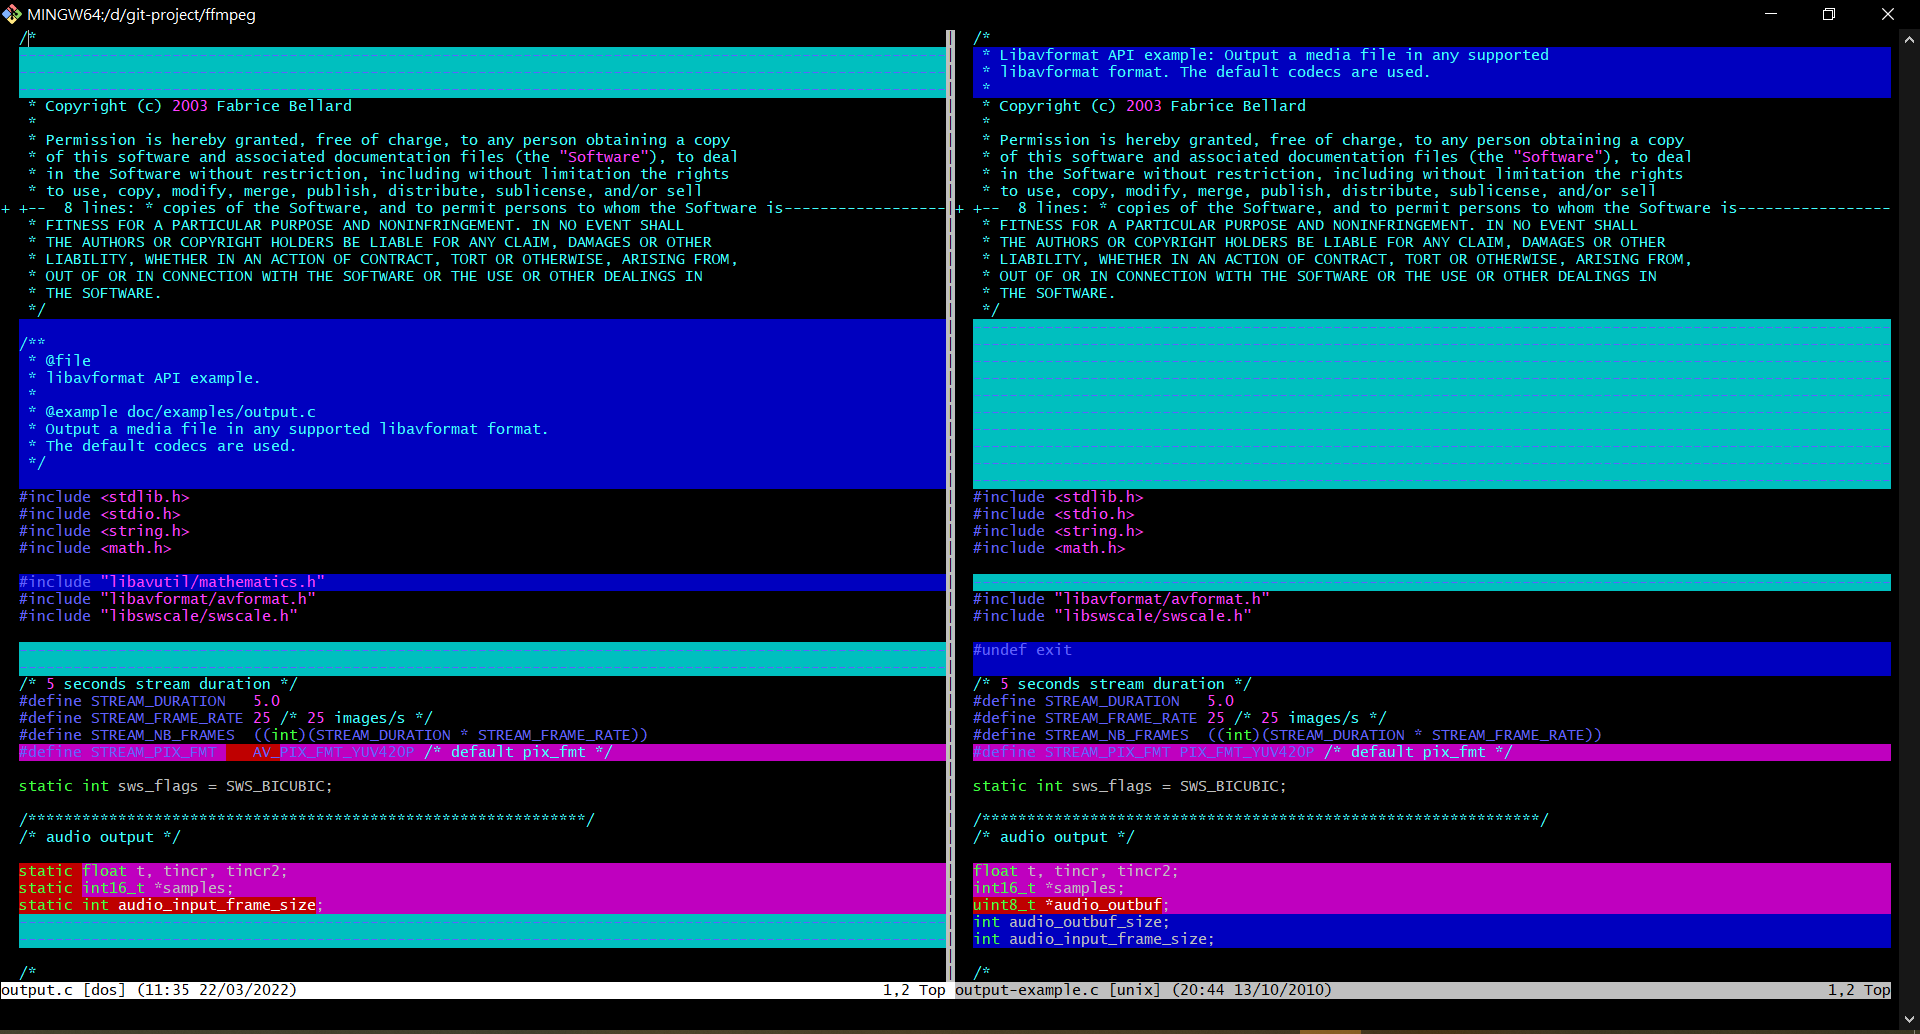 MINGW64:/d/git-project/ffmpeg
/*
 * Copyright (c) 2003 Fabrice Bellard
 *
 * Permission is hereby granted, free of charge, to any person obtaining a copy
 * of this software and associated documentation files (the "Software"), to deal
 * in the Software without restriction, including without limitation the rights
 * to use, copy, modify, merge, publish, distribute, sublicense, and/or sell
+ +--  8 lines: * copies of the Software, and to permit persons to whom the Software is------------------
 * FITNESS FOR A PARTICULAR PURPOSE AND NONINFRINGEMENT. IN NO EVENT SHALL
 * THE AUTHORS OR COPYRIGHT HOLDERS BE LIABLE FOR ANY CLAIM, DAMAGES OR OTHER
 * LIABILITY, WHETHER IN AN ACTION OF CONTRACT, TORT OR OTHERWISE, ARISING FROM,
 * OUT OF OR IN CONNECTION WITH THE SOFTWARE OR THE USE OR OTHER DEALINGS IN
 * THE SOFTWARE.
 */
/**
 * @file
 * libavformat API example.
 *
 * @example doc/examples/output.c
 * Output a media file in any supported libavformat format.
 * The default codecs are used.
 */
#include <stdlib.h>
#include <stdio.h>
#include <string.h>
#include <math.h>
#include "libavutil/mathematics.h"
#include "libavformat/avformat.h"
#include "libswscale/swscale.h"
/* 5 seconds stream duration */
#define STREAM_DURATION   5.0
#define STREAM_FRAME_RATE 25 /* 25 images/s */
#define STREAM_NB_FRAMES  ((int)(STREAM_DURATION * STREAM_FRAME_RATE))
#define STREAM_PIX_FMT    AV_PIX_FMT_YUV420P /* default pix_fmt */
static int sws_flags = SWS_BICUBIC;
/**************************************************************/
/* audio output */
static float t, tincr, tincr2;
static int16_t *samples;
static int audio_input_frame_size;
/*
output.c [dos] (11:35 22/03/2022) 1,2 Top
/*
 * Libavformat API example: Output a media file in any supported
 * libavformat format. The default codecs are used.
 *
 * Copyright (c) 2003 Fabrice Bellard
 *
 * Permission is hereby granted, free of charge, to any person obtaining a copy
 * of this software and associated documentation files (the "Software"), to deal
 * in the Software without restriction, including without limitation the rights
 * to use, copy, modify, merge, publish, distribute, sublicense, and/or sell
+ +--  8 lines: * copies of the Software, and to permit persons to whom the Software is-----------------
 * FITNESS FOR A PARTICULAR PURPOSE AND NONINFRINGEMENT. IN NO EVENT SHALL
 * THE AUTHORS OR COPYRIGHT HOLDERS BE LIABLE FOR ANY CLAIM, DAMAGES OR OTHER
 * LIABILITY, WHETHER IN AN ACTION OF CONTRACT, TORT OR OTHERWISE, ARISING FROM,
 * OUT OF OR IN CONNECTION WITH THE SOFTWARE OR THE USE OR OTHER DEALINGS IN
 * THE SOFTWARE.
 */
#include <stdlib.h>
#include <stdio.h>
#include <string.h>
#include <math.h>
#include "libavformat/avformat.h"
#include "libswscale/swscale.h"
#undef exit
/* 5 seconds stream duration */
#define STREAM_DURATION   5.0
#define STREAM_FRAME_RATE 25 /* 25 images/s */
#define STREAM_NB_FRAMES  ((int)(STREAM_DURATION * STREAM_FRAME_RATE))
#define STREAM_PIX_FMT PIX_FMT_YUV420P /* default pix_fmt */
static int sws_flags = SWS_BICUBIC;
/**************************************************************/
/* audio output */
float t, tincr, tincr2;
int16_t *samples;
uint8_t *audio_outbuf;
int audio_outbuf_size;
int audio_input_frame_size;
/*
output-example.c [unix] (20:44 13/10/2010) 1,2 Top